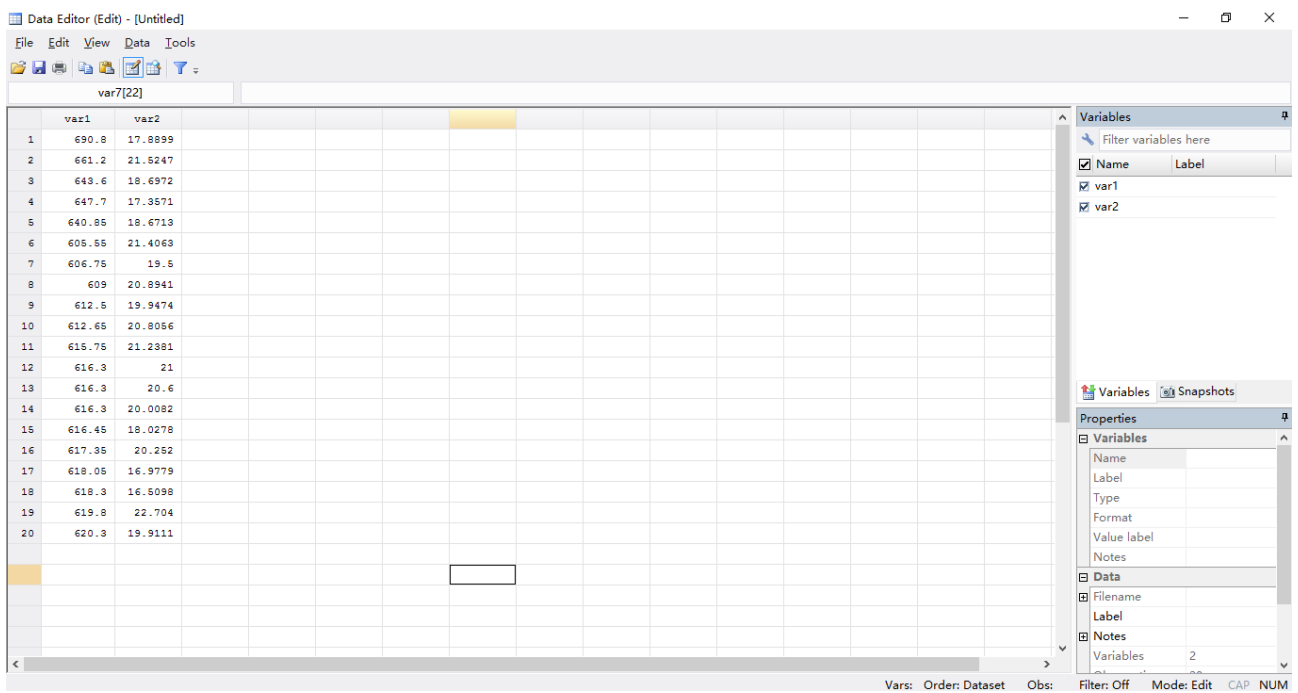 Data Editor (Edit) - [Untitled]
File Edit View Data Tools
var7[22]
var1 var2
1 690.8 17.8899
2 661.2 21.5247
3 643.6 18.6972
4 647.7 17.3571
5 640.85 18.6713
6 605.55 21.4063
7 606.75 19.5
8 609 20.8941
9 612.5 19.9474
10 612.65 20.8056
11 615.75 21.2381
12 616.3 21
13 616.3 20.6
14 616.3 20.0082
15 616.45 18.0278
16 617.35 20.252
17 618.05 16.9779
18 618.3 16.5098
19 619.8 22.704
20 620.3 19.9111
Variables
Filter variables here
Name Label
var1
var2
Variables Snapshots
Properties
Variables
Name
Label
Type
Format
Value label
Notes
Data
Filename
Label
Notes
Variables 2
Vars: Order: Dataset Obs: Filter: Off Mode: Edit CAP NUM